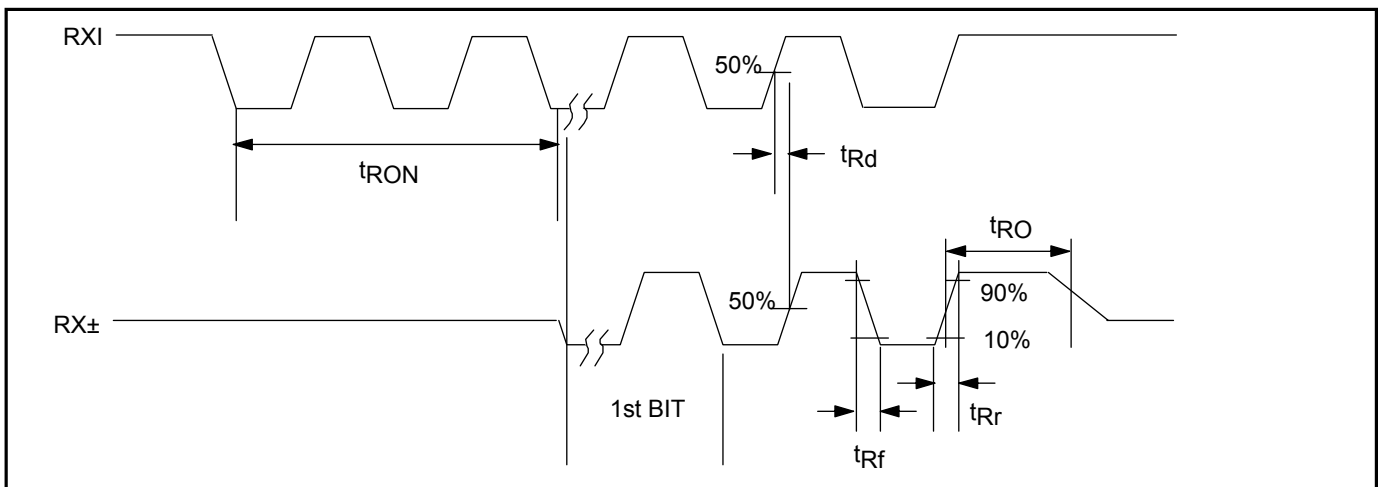 RXI
50%
tRd
tRON
tRO
50%
90%
RX±
10%
1st BIT
tRr
tRf